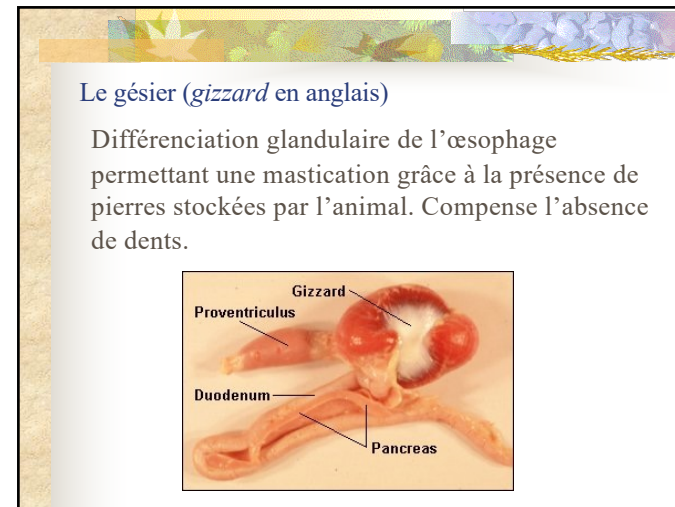 Le gésier (gizzard en anglais)
Différenciation glandulaire de l’œsophage
permettant une mastication grâce à la présence de
pierres stockées par l’animal. Compense l’absence
de dents.
Gizzard
Proventriculus
Duodenum
Pancreas